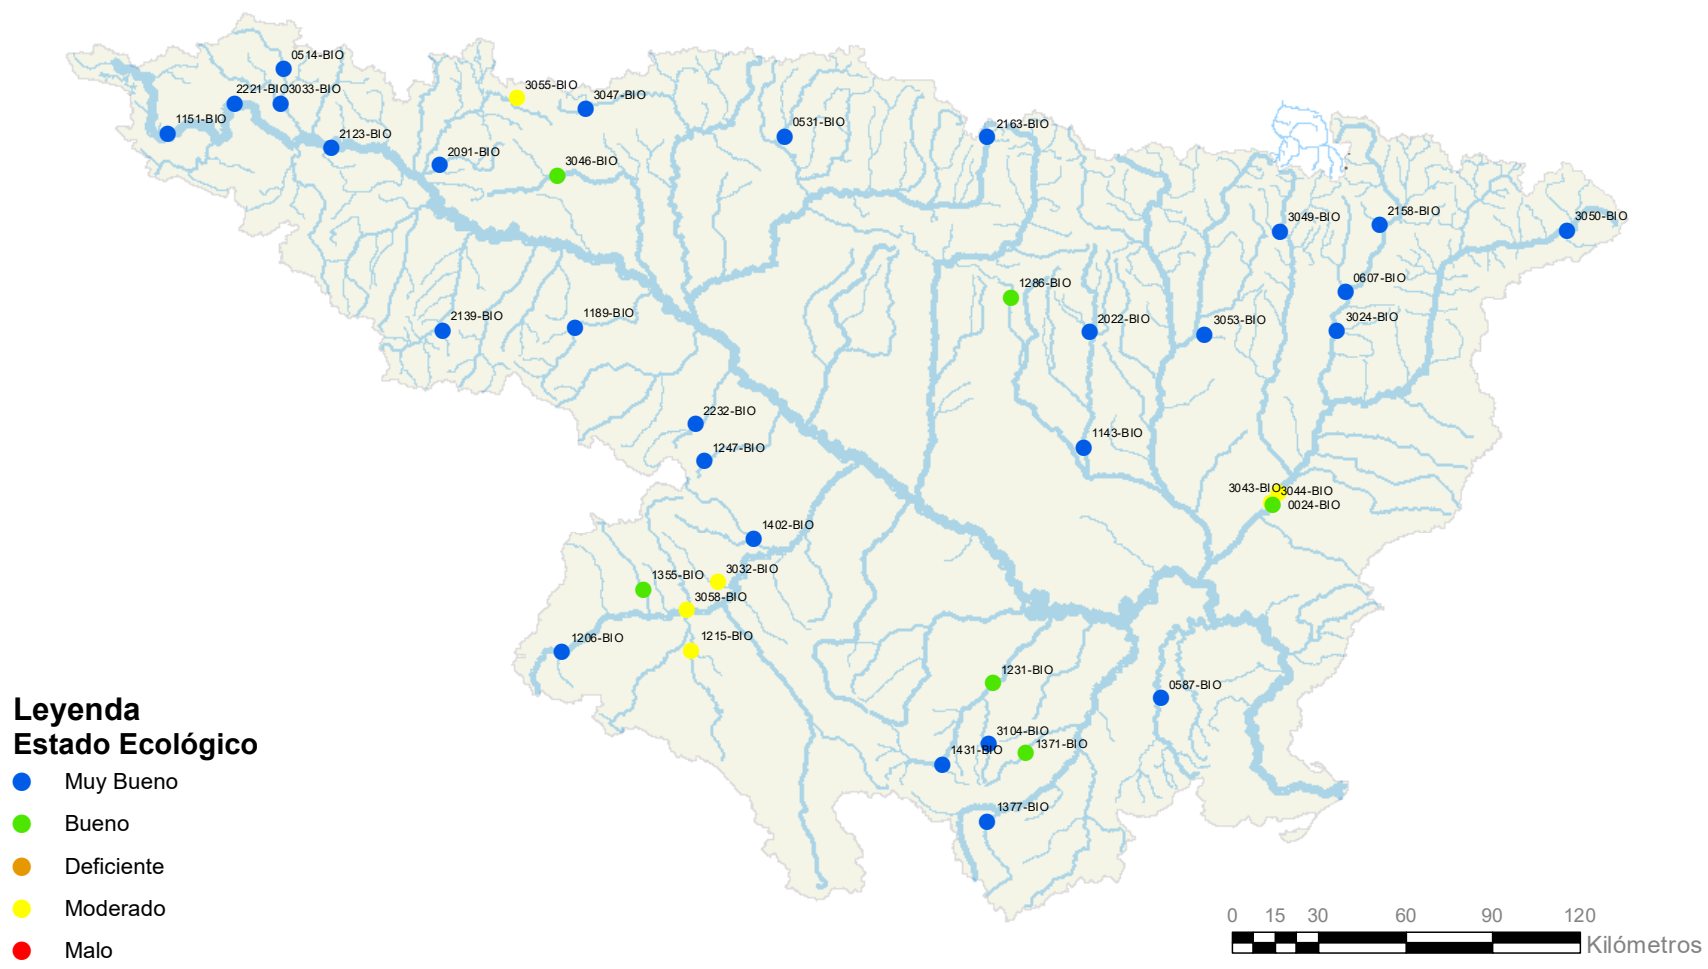 0514-BIO
2221-BIO
3033-BIO
3055-BIO
3047-BIO
1151-BIO
2123-BIO
0531-BIO
2163-BIO
2091-BIO
3046-BIO
3049-BIO
2158-BIO
3050-BIO
1286-BIO
0607-BIO
2139-BIO
1189-BIO
2022-BIO
3053-BIO
3024-BIO
2232-BIO
1247-BIO
1143-BIO
3043-BIO
3044-BIO
0024-BIO
1402-BIO
1355-BIO
3032-BIO
3058-BIO
1206-BIO
1215-BIO
1231-BIO
0587-BIO
3104-BIO
1431-BIO
1371-BIO
1377-BIO
Leyenda
Estado Ecológico
Muy Bueno
Bueno
Deficiente
Moderado
Malo
0 15 30 60 90 120
Kilómetros